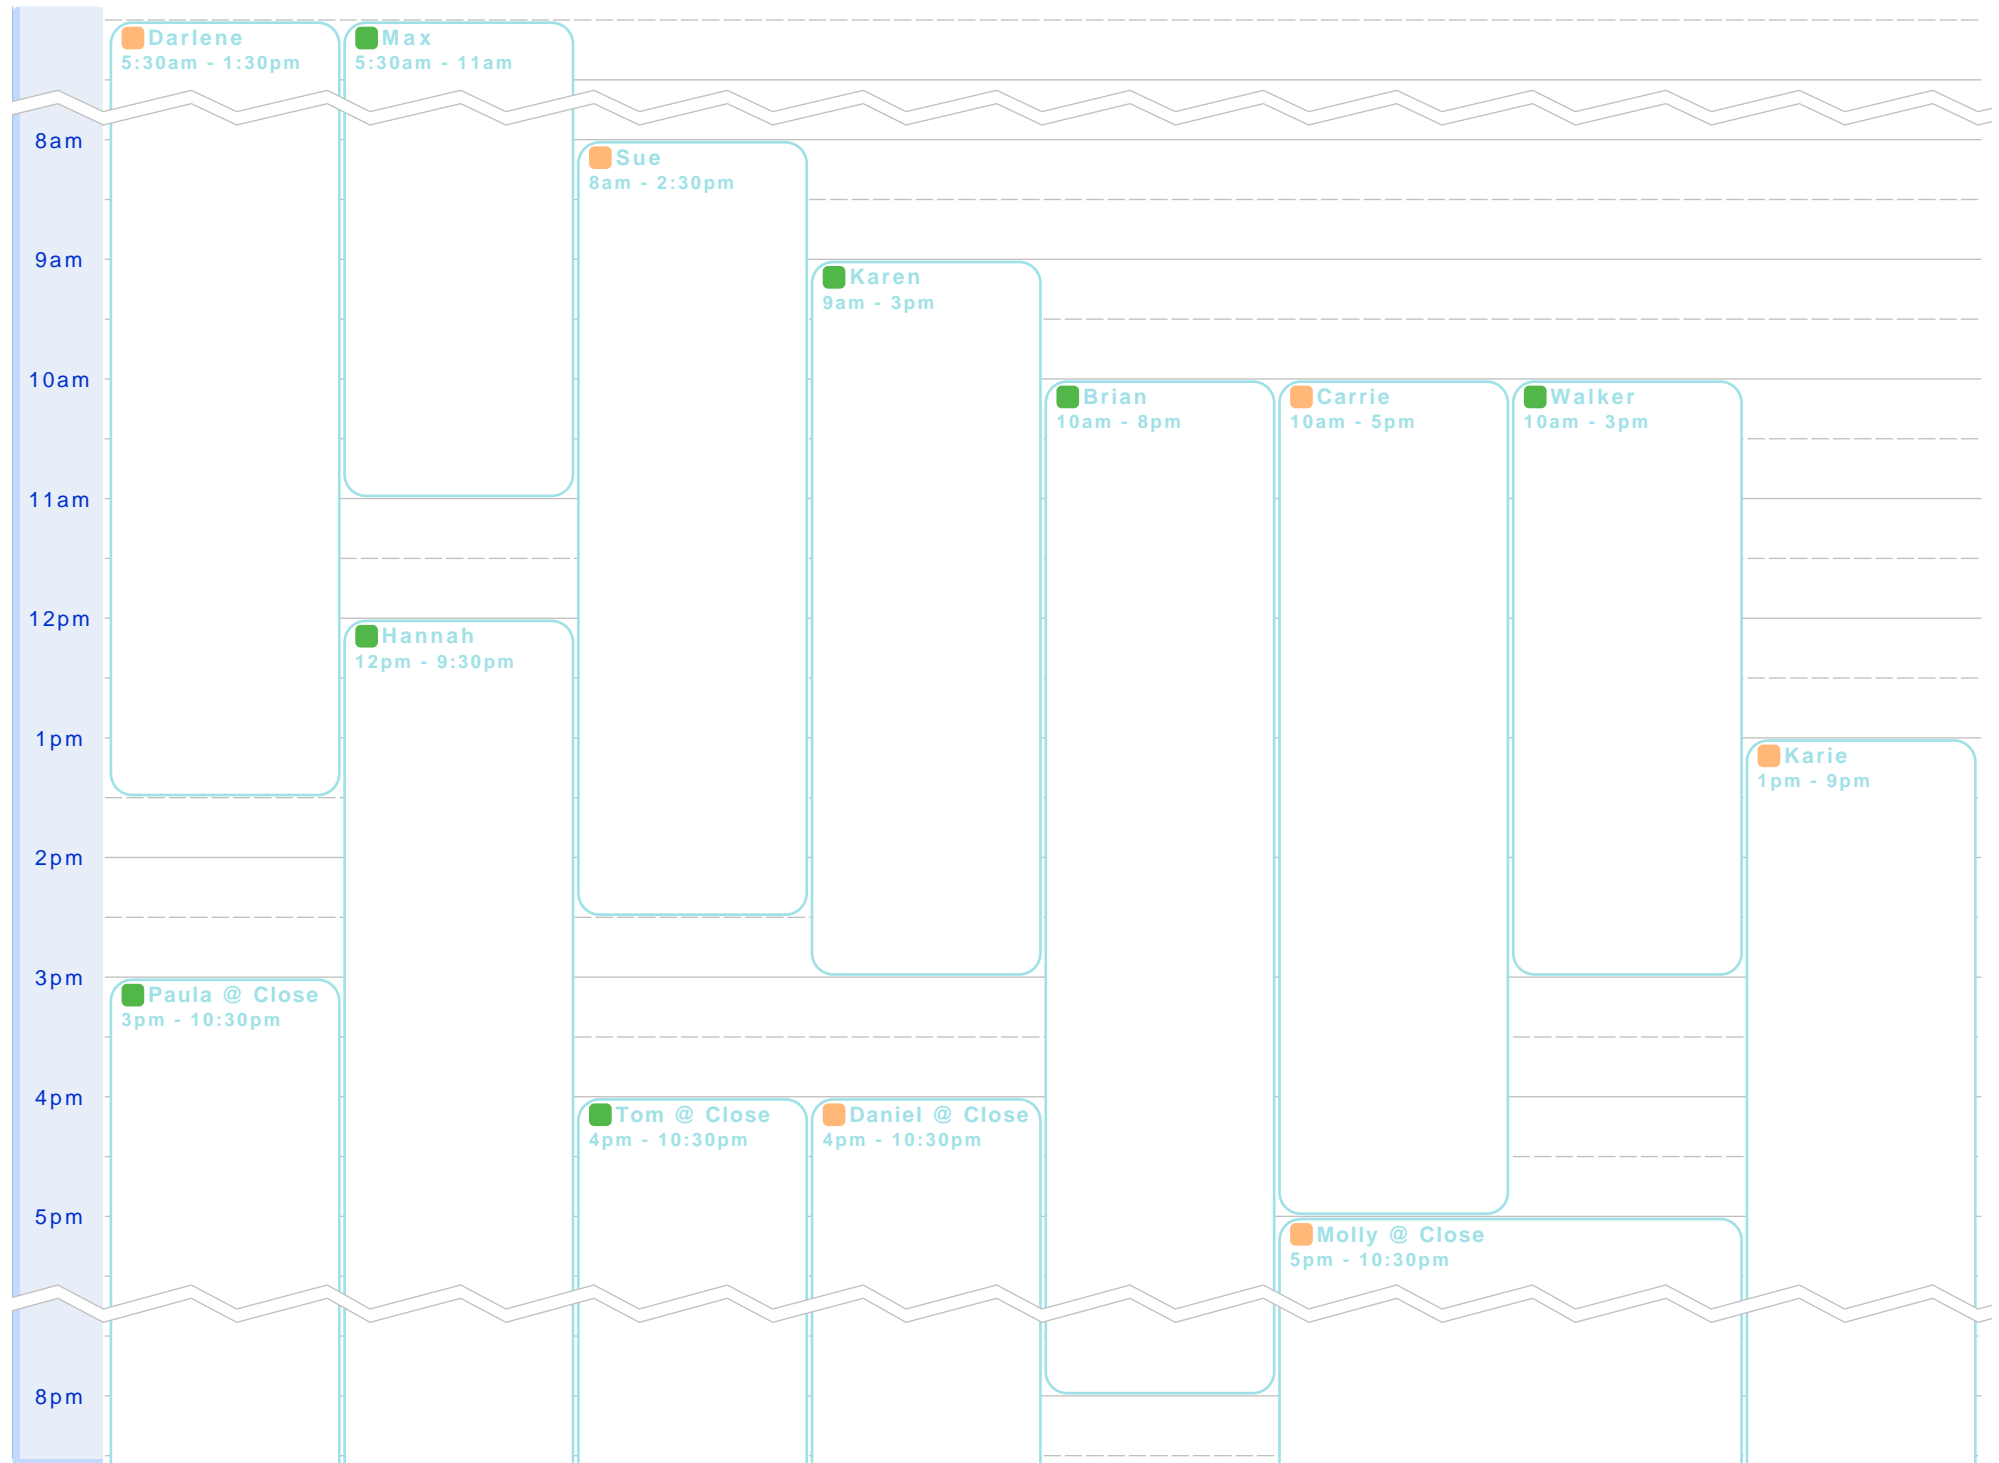 Darlene
5:30am - 1:30pm
Max
5:30am - 11am
8am
Sue
8am - 2:30pm
9am
Karen
9am - 3pm
10am
Brian
10am - 8pm
Carrie
10am - 5pm
Walker
10am - 3pm
11am
12pm
Hannah
12pm - 9:30pm
1pm
Karie
1pm - 9pm
2pm
3pm
Paula @ Close
3pm - 10:30pm
4pm
Tom @ Close
4pm - 10:30pm
Daniel @ Close
4pm - 10:30pm
5pm
Molly @ Close
5pm - 10:30pm
8pm